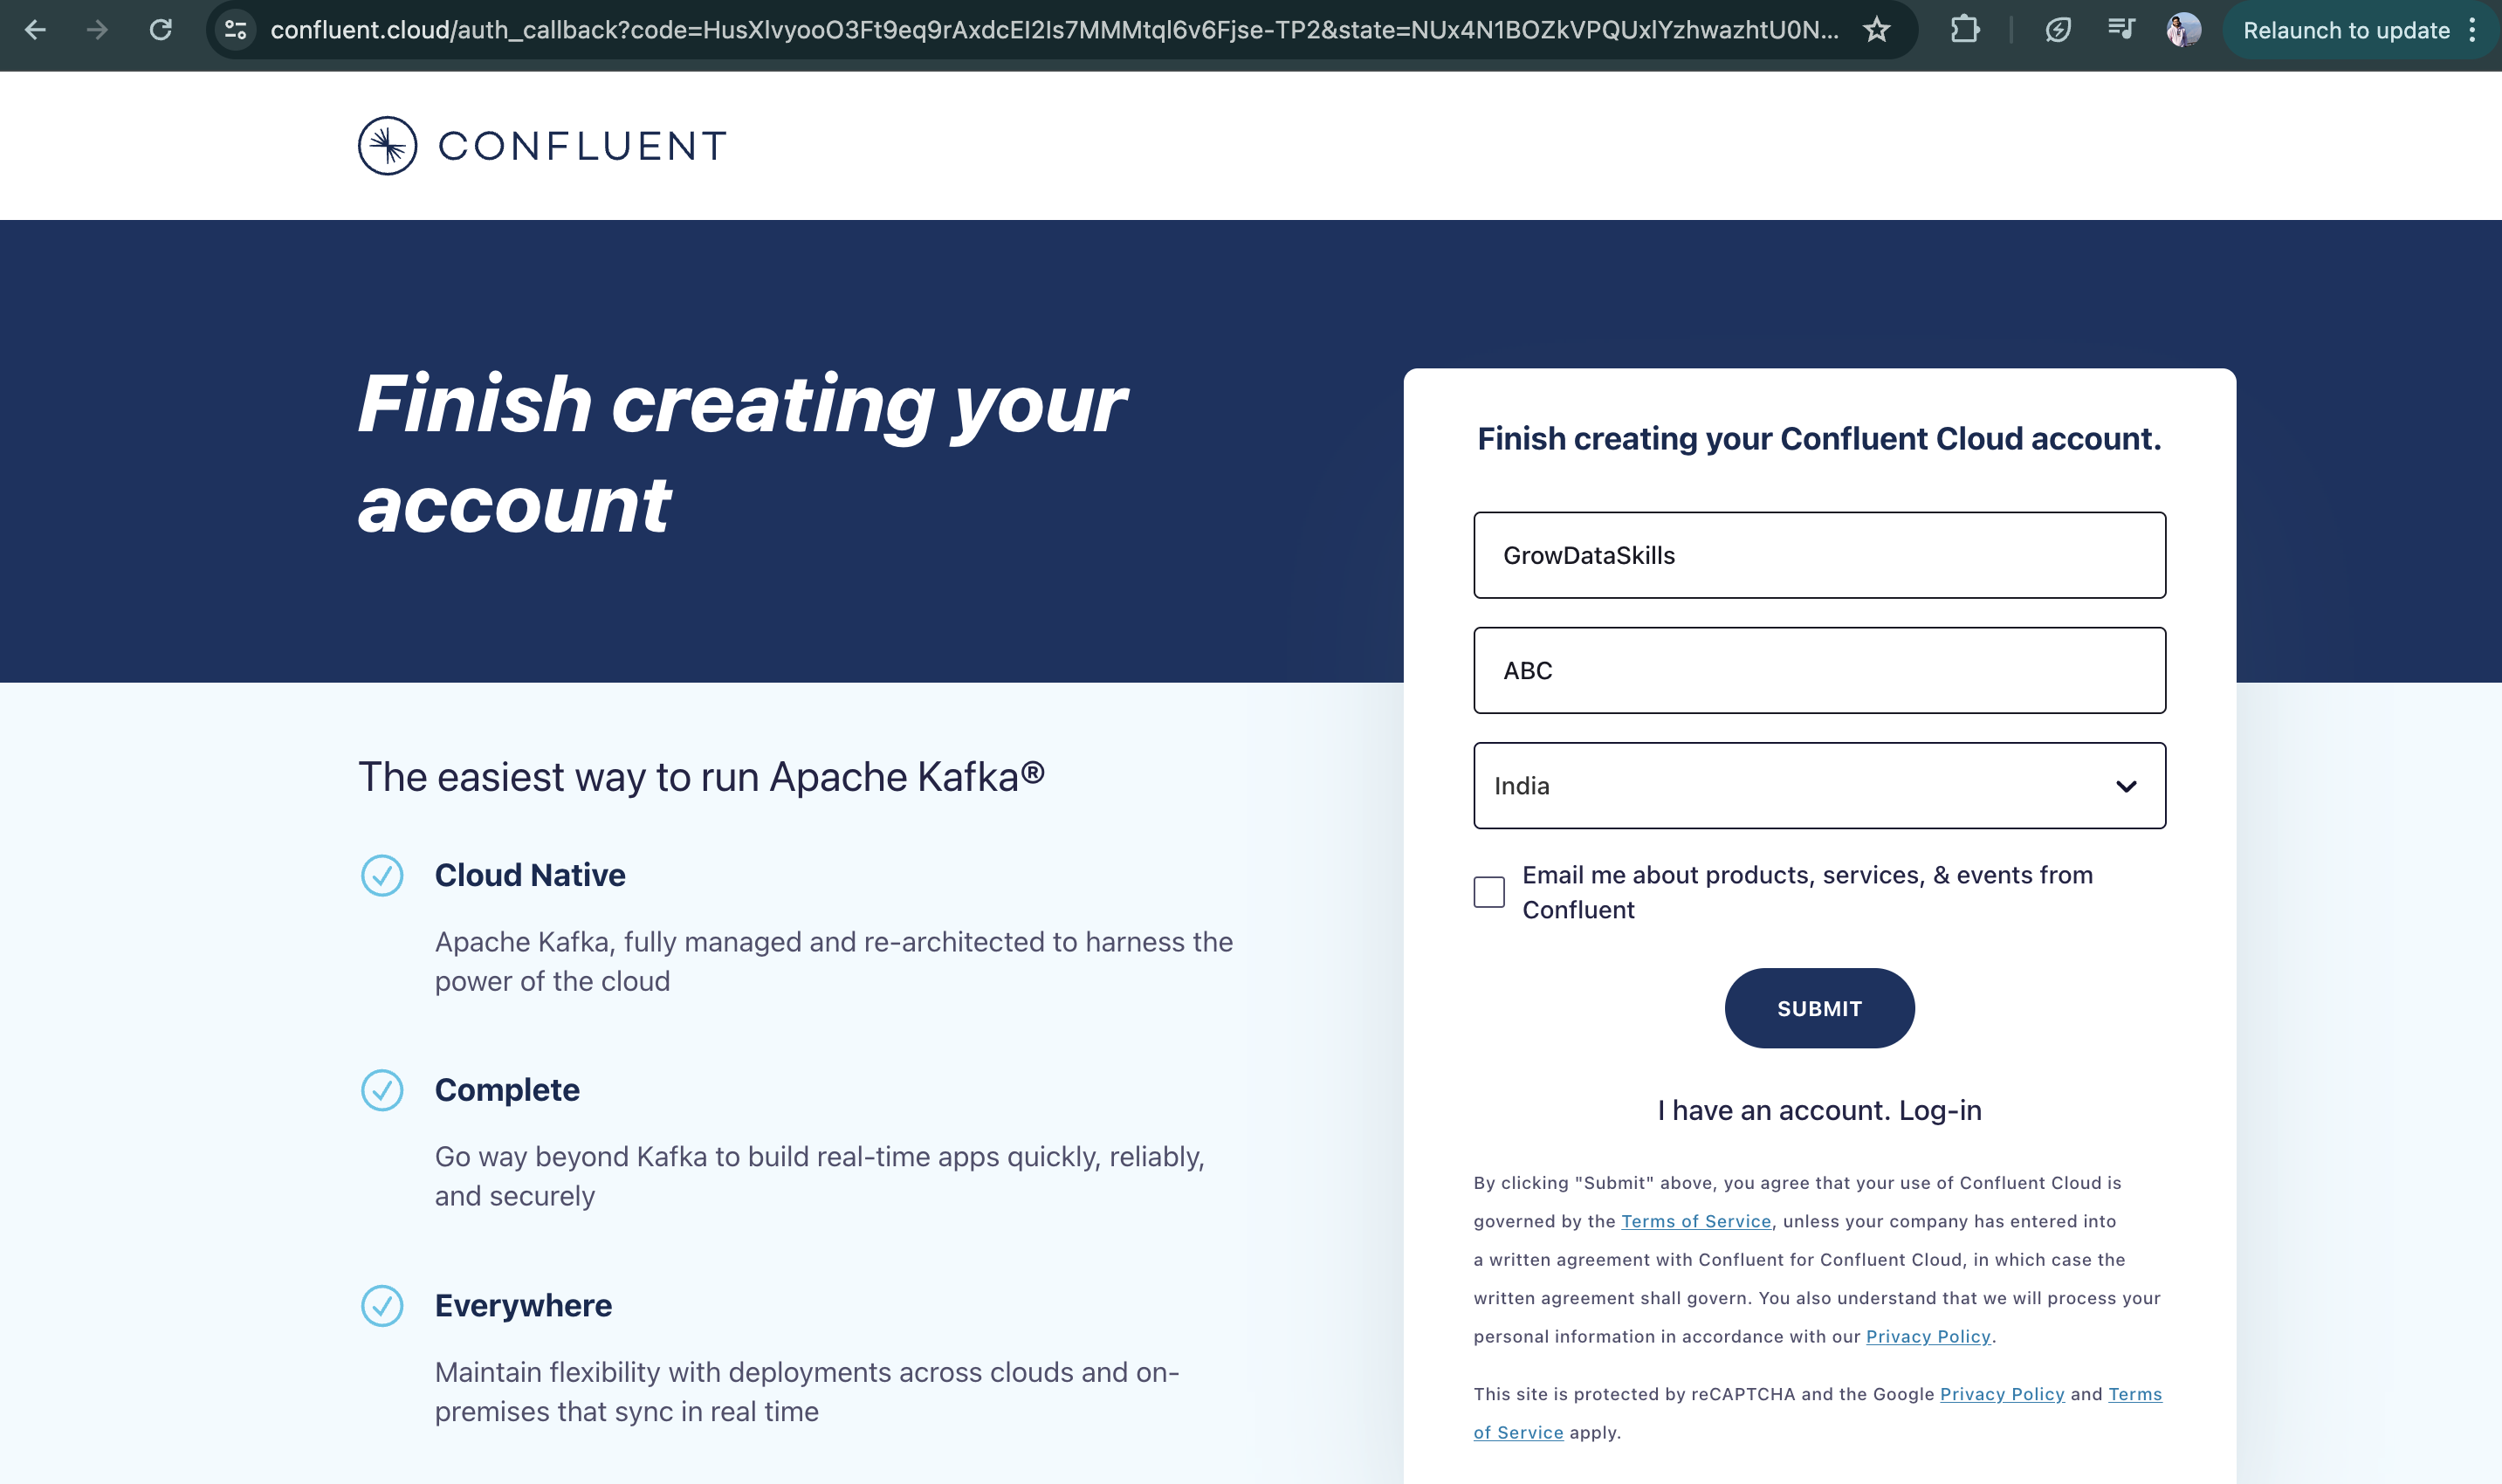 confluent.cloud/auth_callback?code=HusXlvyooO3Ft9eq9rAxdcEI2Is7MMMtql6v6Fjse-TP2&state=NUx4N1BOZkVPQUxlYzhwazhtU0N...
Relaunch to update
CONFLUENT
Finish creating your
account
The easiest way to run Apache Kafka®
Cloud Native
Apache Kafka, fully managed and re-architected to harness the
power of the cloud
Complete
Go way beyond Kafka to build real-time apps quickly, reliably,
and securely
Everywhere
Maintain flexibility with deployments across clouds and on-
premises that sync in real time
Finish creating your Confluent Cloud account.
GrowDataSkills
ABC
India
Email me about products, services, & events from
Confluent
SUBMIT
I have an account. Log-in
By clicking "Submit" above, you agree that your use of Confluent Cloud is
governed by the Terms of Service, unless your company has entered into
a written agreement with Confluent for Confluent Cloud, in which case the
written agreement shall govern. You also understand that we will process your
personal information in accordance with our Privacy Policy.
This site is protected by reCAPTCHA and the Google Privacy Policy and Terms
of Service apply.